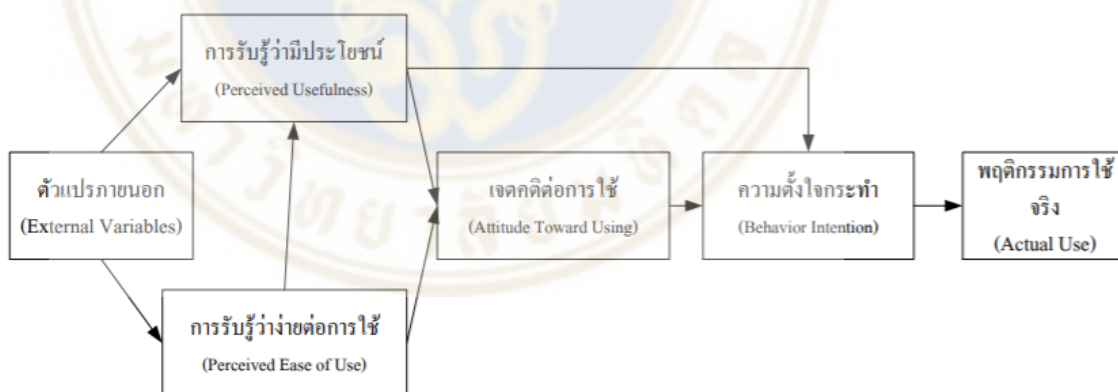 การรับรู้ว่ามีประโยชน์
(Perceived Usefulness)
ตัวแปรภายนอก
(External Variables)
เจตคติต่อการใช้
(Attitude Toward Using)
ความตั้งใจกระทำ
(Behavior Intention)
พฤติกรรมการใช้
จริง
(Actual Use)
การรับรู้ว่าง่ายต่อการใช้
(Perceived Ease of Use)